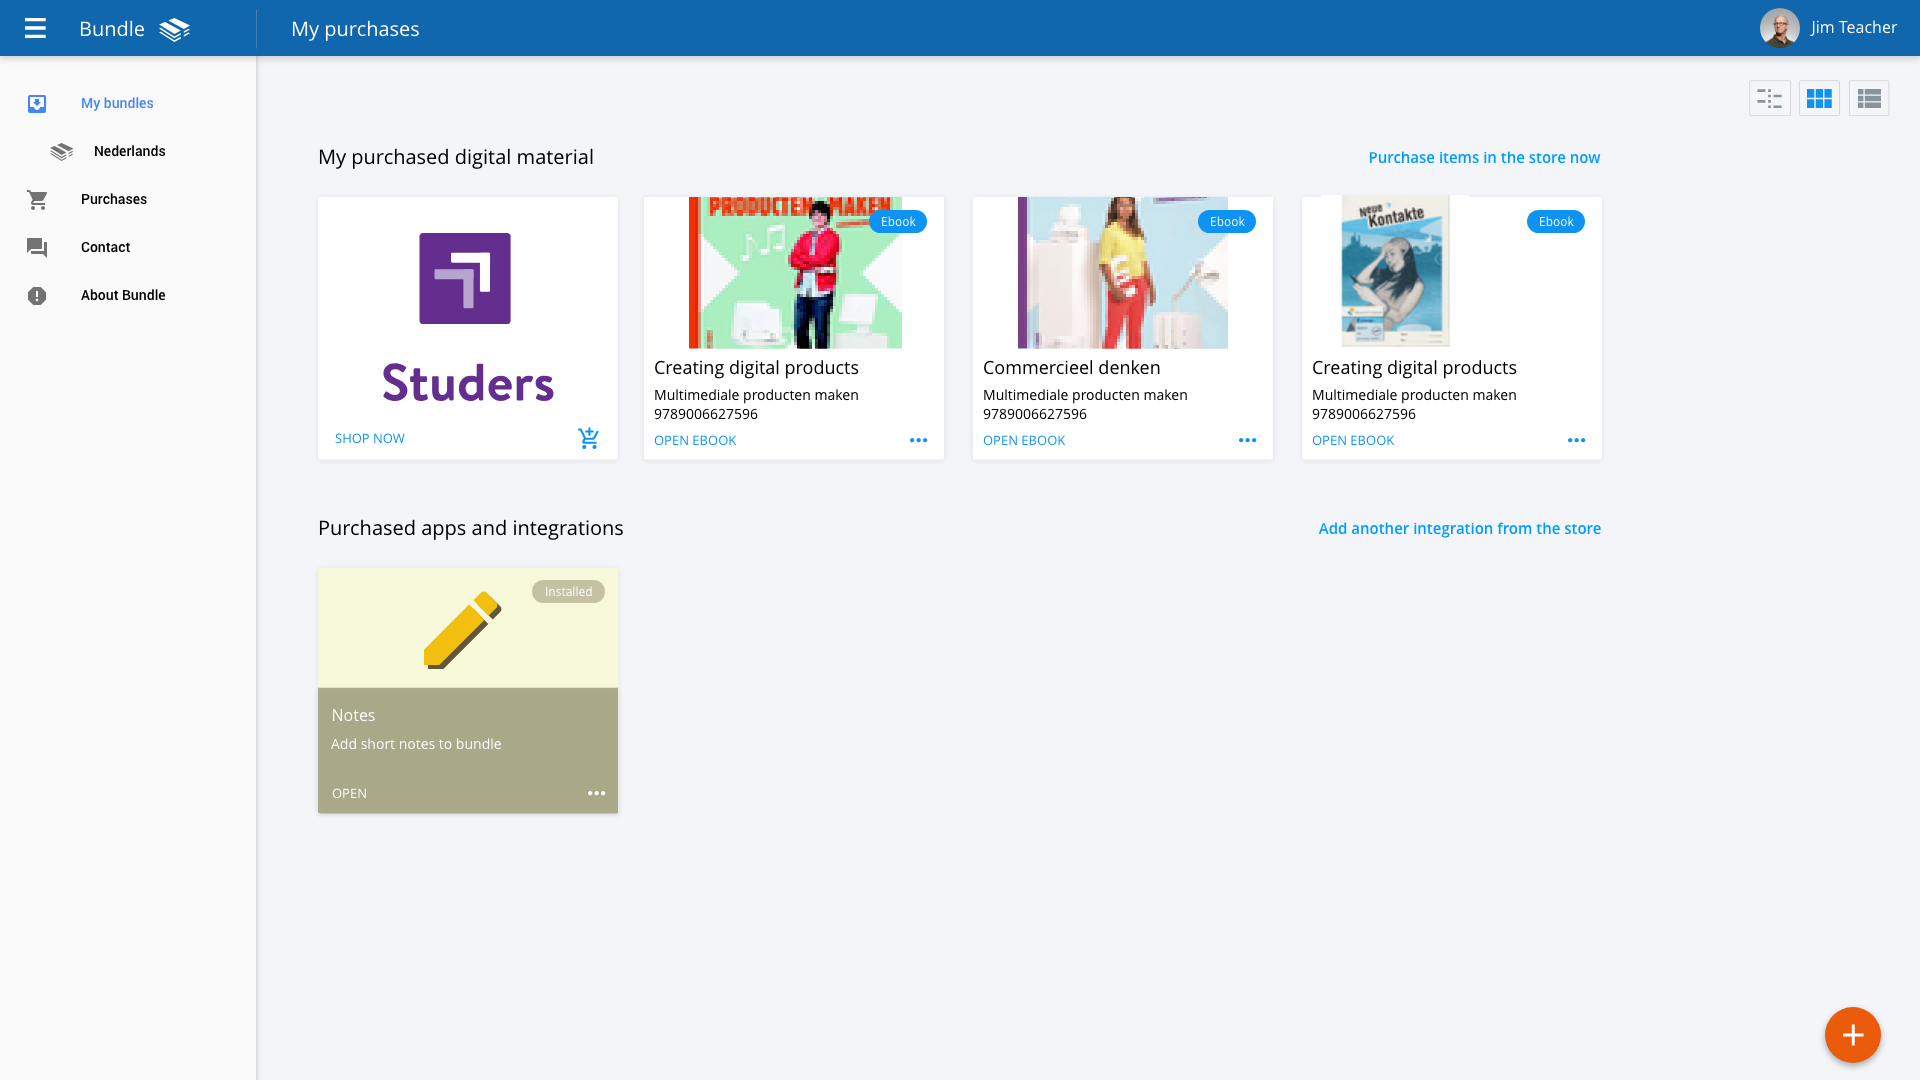 Bundle
My purchases
Jim Teacher
My bundles
Nederlands
Purchases
Contact
About Bundle
My purchased digital material
Purchase items in the store now
Studers
SHOP NOW
PRODUCTEN MAKEN
Ebook
Creating digital products
Multimediale producten maken
9789006627596
OPEN EBOOK
Ebook
Commercieel denken
Multimediale producten maken
9789006627596
OPEN EBOOK
Neue
Kontakte
Ebook
Creating digital products
Multimediale producten maken
9789006627596
OPEN EBOOK
Purchased apps and integrations
Add another integration from the store
Installed
Notes
Add short notes to bundle
OPEN